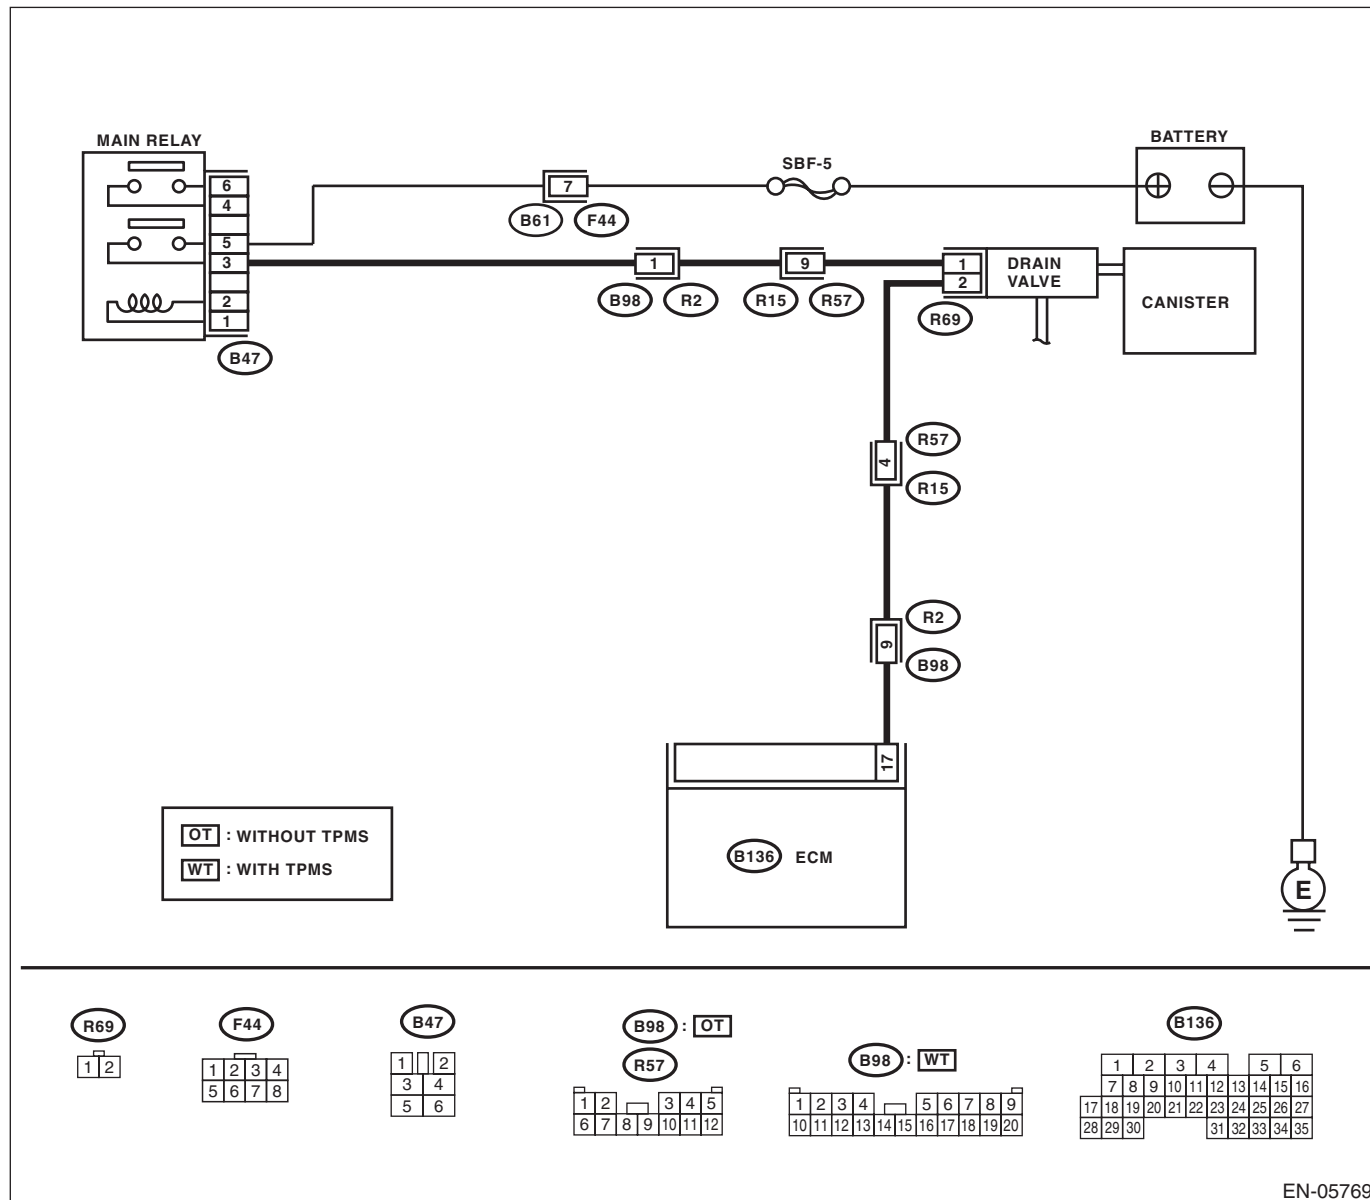 MAIN RELAY
BATTERY
SBF-5
6
4
5
3
2
1
7
B61 F44
1
9
B98 R2
R15 R57
1
2
DRAIN
VALVE
CANISTER
R69
B47
R57
4
R15
R2
9
B98
17
B136 ECM
OT : WITHOUT TPMS
WT : WITH TPMS
E
R69
1 2
F44
1 2 3 4
5 6 7 8
B47
1 2
3 4
5 6
B98 : OT
R57
1 2 3 4 5
6 7 8 9 10 11 12
B98 : WT
1 2 3 4 5 6 7 8 9
10 11 12 13 14 15 16 17 18 19 20
B136
1 2 3 4 5 6
7 8 9 10 11 12 13 14 15 16
17 18 19 20 21 22 23 24 25 26 27
28 29 30 31 32 33 34 35
EN-05769